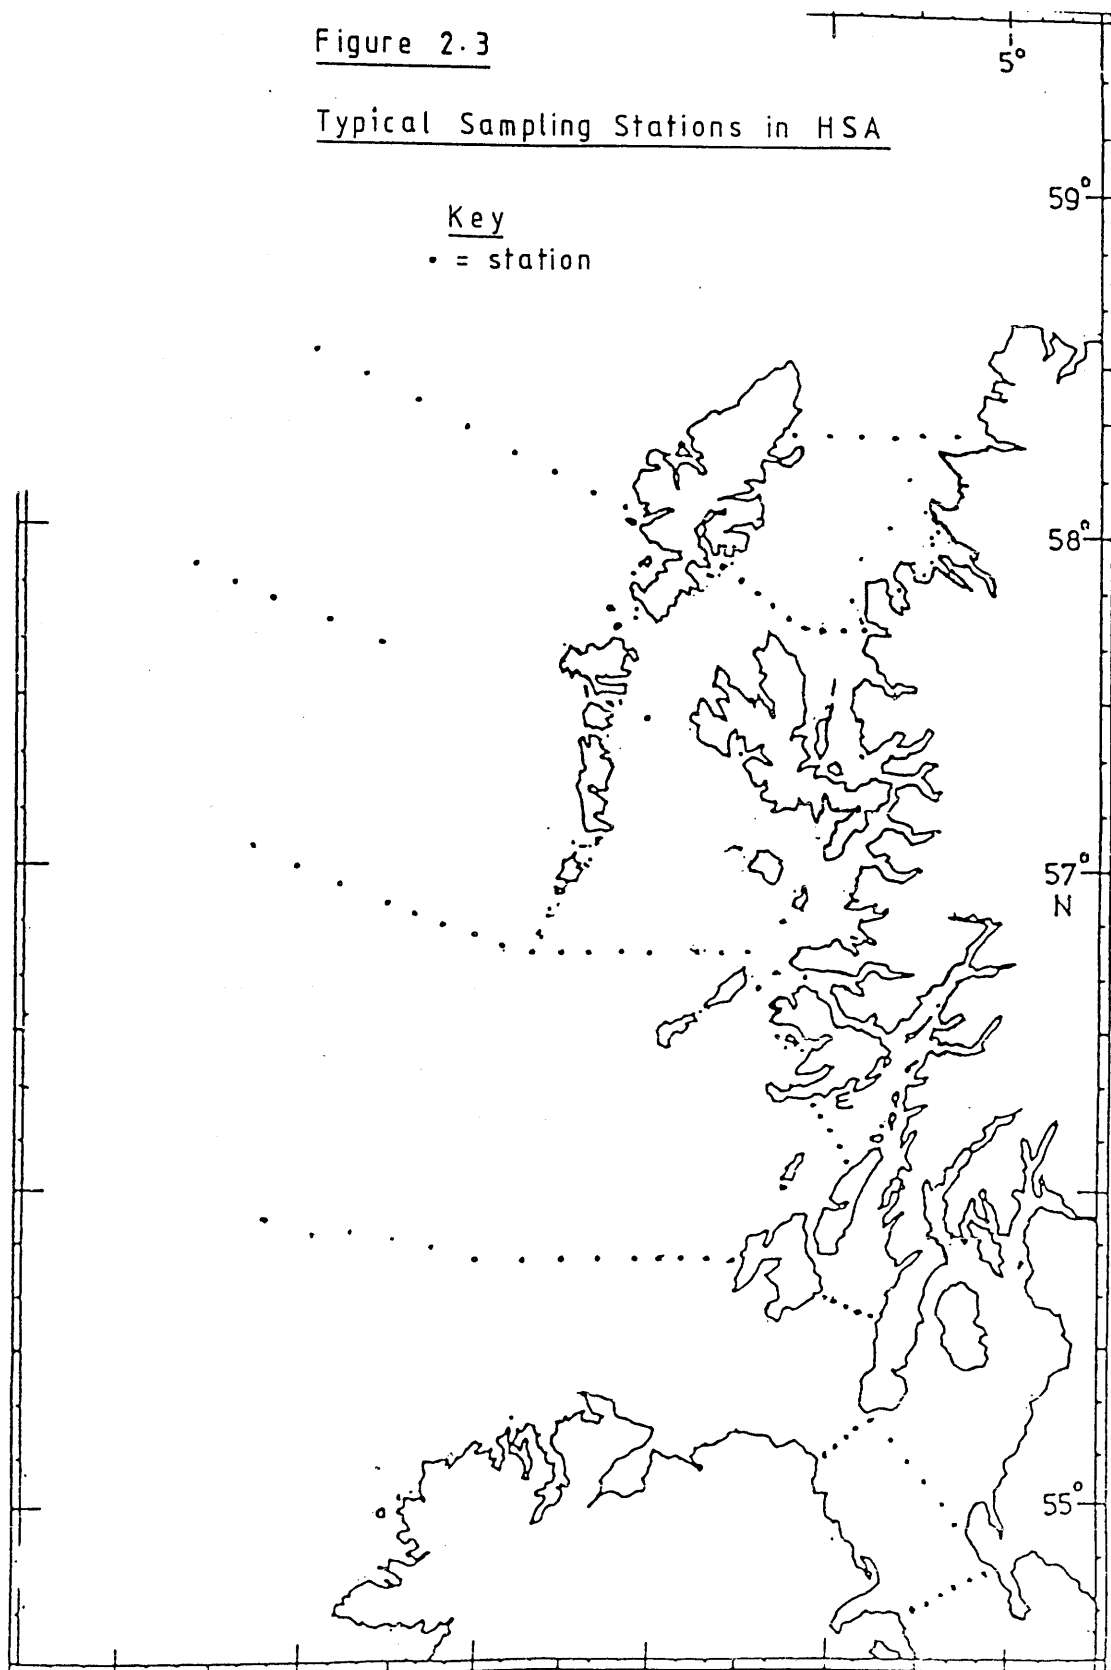 Figure 2.3
5°
Typical Sampling Stations in HSA
59°
Key
• = station
58°
57°
N
E
55°